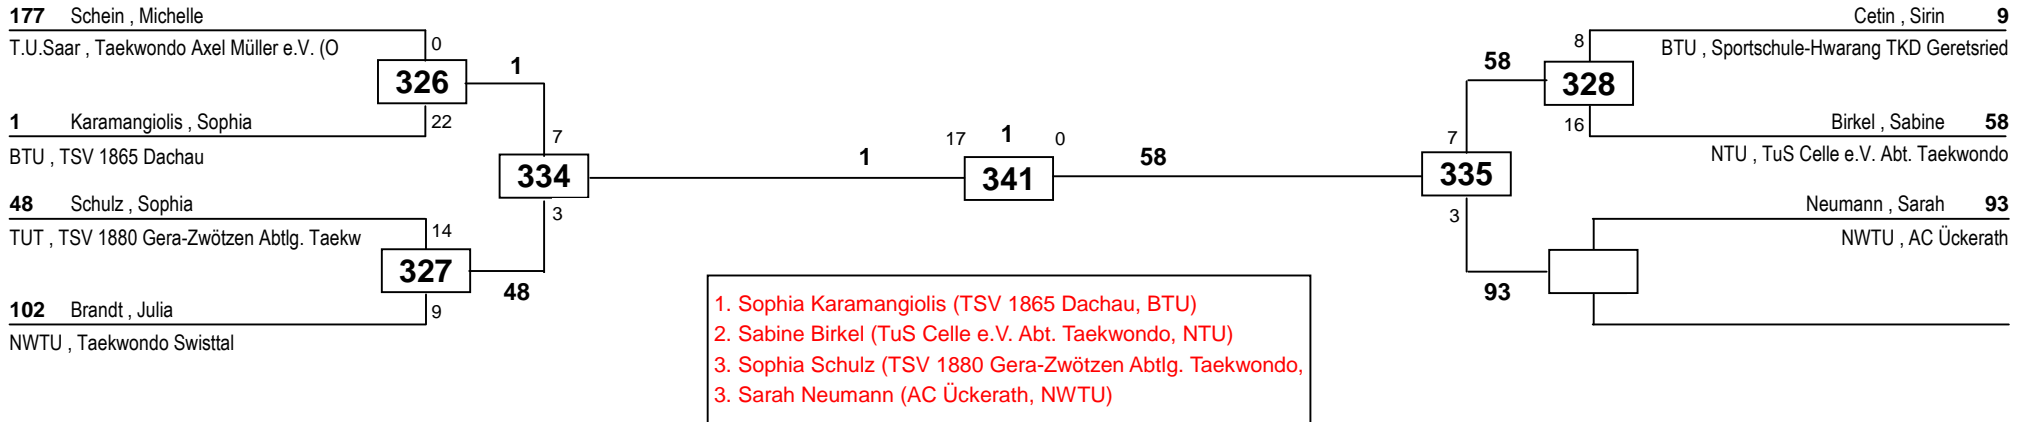 177 Schein , Michelle
0
T.U.Saar , Taekwondo Axel Müller e.V. (O
326
1
1 Karamangiolis , Sophia
22
BTU , TSV 1865 Dachau
7
334
3
48 Schulz , Sophia
14
TUT , TSV 1880 Gera-Zwötzen Abtlg. Taekw
327
48
102 Brandt , Julia
9
NWTU , Taekwondo Swisttal
1
17 1 0
341
58
Cetin , Sirin 9
8
BTU , Sportschule-Hwarang TKD Geretsried
58
328
16
Birkel , Sabine 58
NTU , TuS Celle e.V. Abt. Taekwondo
7
335
3
Neumann , Sarah 93
NWTU , AC Ückerath
93
1. Sophia Karamangiolis (TSV 1865 Dachau, BTU)
2. Sabine Birkel (TuS Celle e.V. Abt. Taekwondo, NTU)
3. Sophia Schulz (TSV 1880 Gera-Zwötzen Abtlg. Taekwondo,
3. Sarah Neumann (AC Ückerath, NWTU)